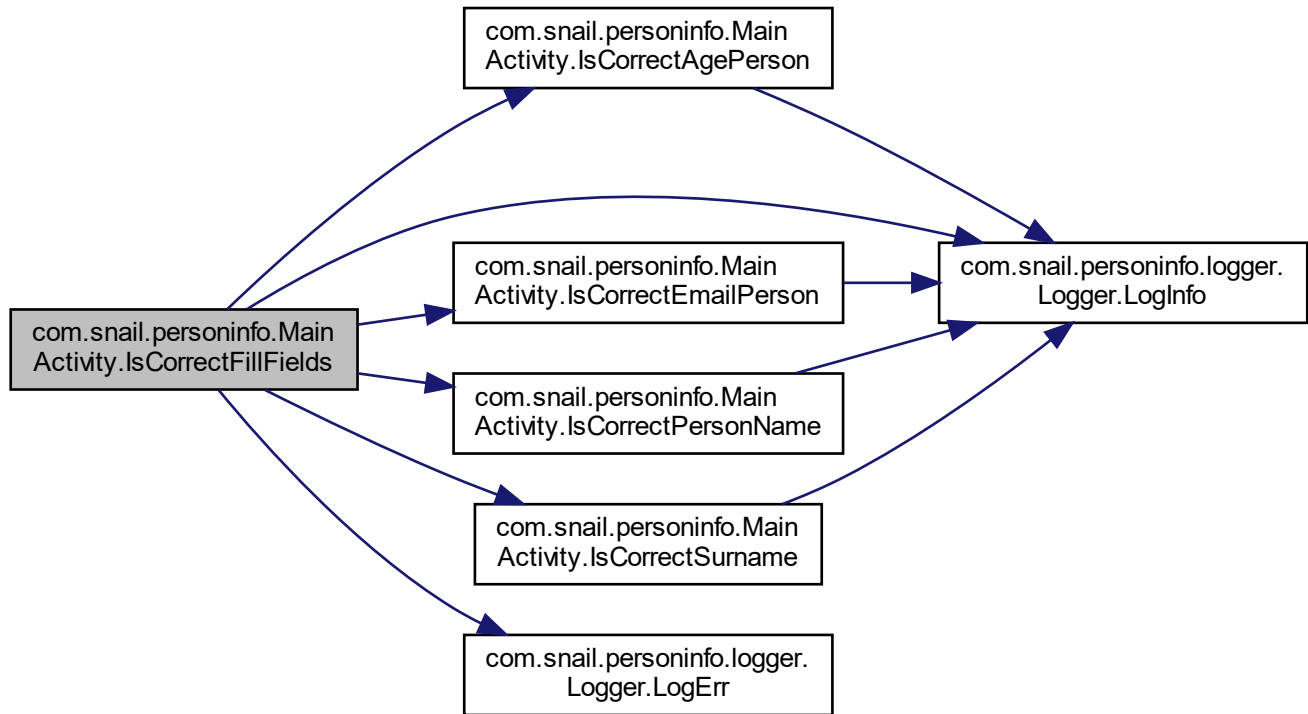 com.snail.personinfo.Main
Activity.IsCorrectAgePerson
com.snail.personinfo.Main
Activity.IsCorrectEmailPerson
com.snail.personinfo.logger.
Logger.LogInfo
com.snail.personinfo.Main
Activity.IsCorrectFillFields
com.snail.personinfo.Main
Activity.IsCorrectPersonName
com.snail.personinfo.Main
Activity.IsCorrectSurname
com.snail.personinfo.logger.
Logger.LogErr